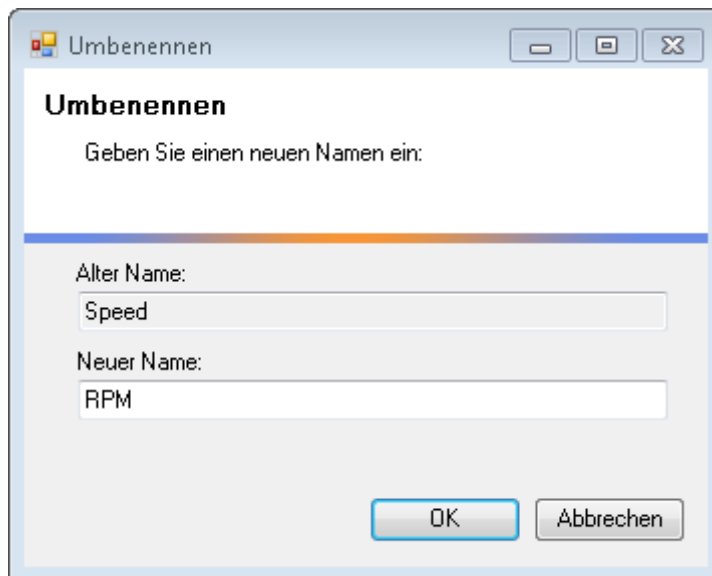 Umbenennen
Umbenennen
Geben Sie einen neuen Namen ein:
Alter Name:
Speed
Neuer Name:
RPM
OK Abbrechen